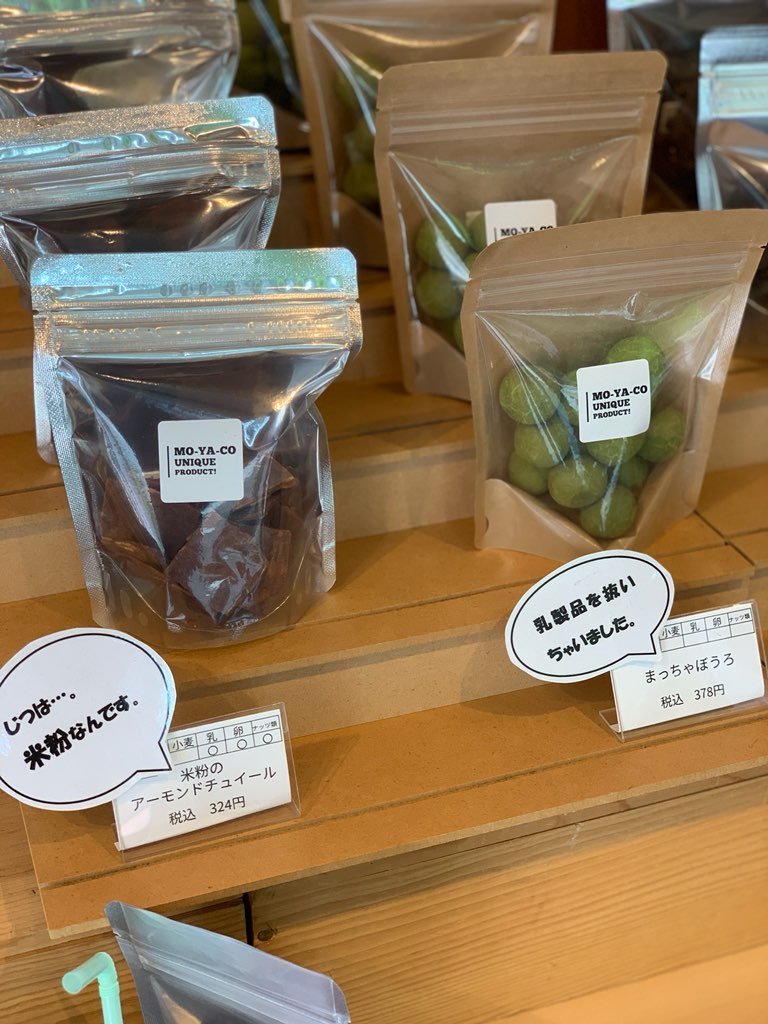 MO-YA-CO
MO-YA-CO
UNIQUE
PRODUCT!
MO-YA-CO
UNIQUE
PRODUCT!
乳製品を抜い
ちゃいました。
小麦 乳 卵 ナッツ類
まっちゃぼうろ
税込 378円
じつは…。
米粉なんです。
小麦 乳 卵 ナッツ類
○ ○ ○
米粉の
アーモンドチュイール
税込 324円